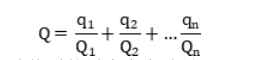 Q = q₁/Q₁ + q₂/Q₂ + … qₙ/Qₙ